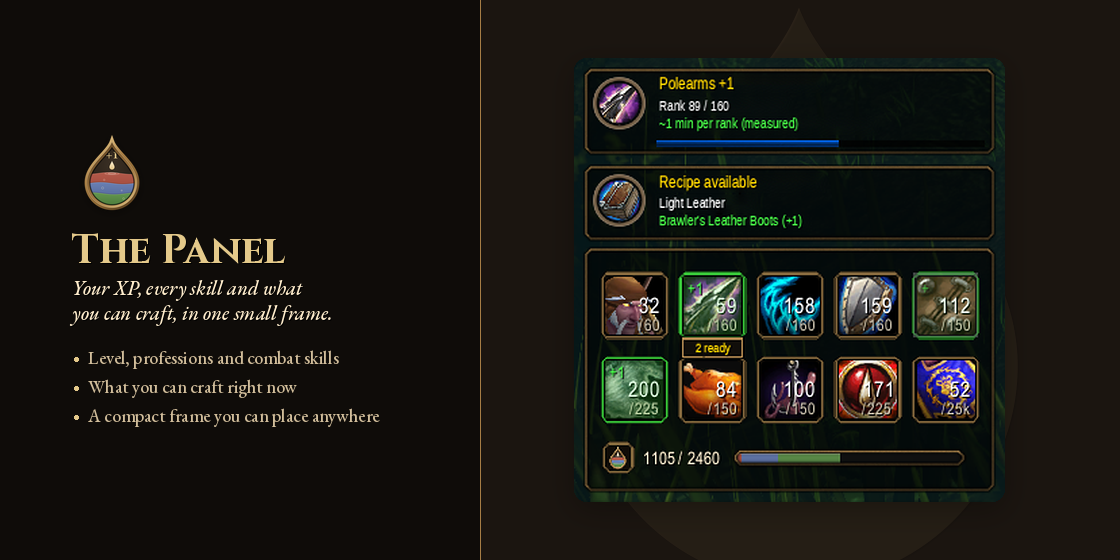 +1
THE PANEL
Your XP, every skill and what
you can craft, in one small frame.
• Level, professions and combat skills
• What you can craft right now
• A compact frame you can place anywhere
Polearms +1
Rank 89 / 160
~1 min per rank (measured)
Recipe available
Light Leather
Brawler's Leather Boots (+1)
32 /60
+1 59 /160
158 /160
159 /160
112 /150
2 ready
+1 200 /225
84 /150
100 /150
171 /225
52 /25k
1105 / 2460